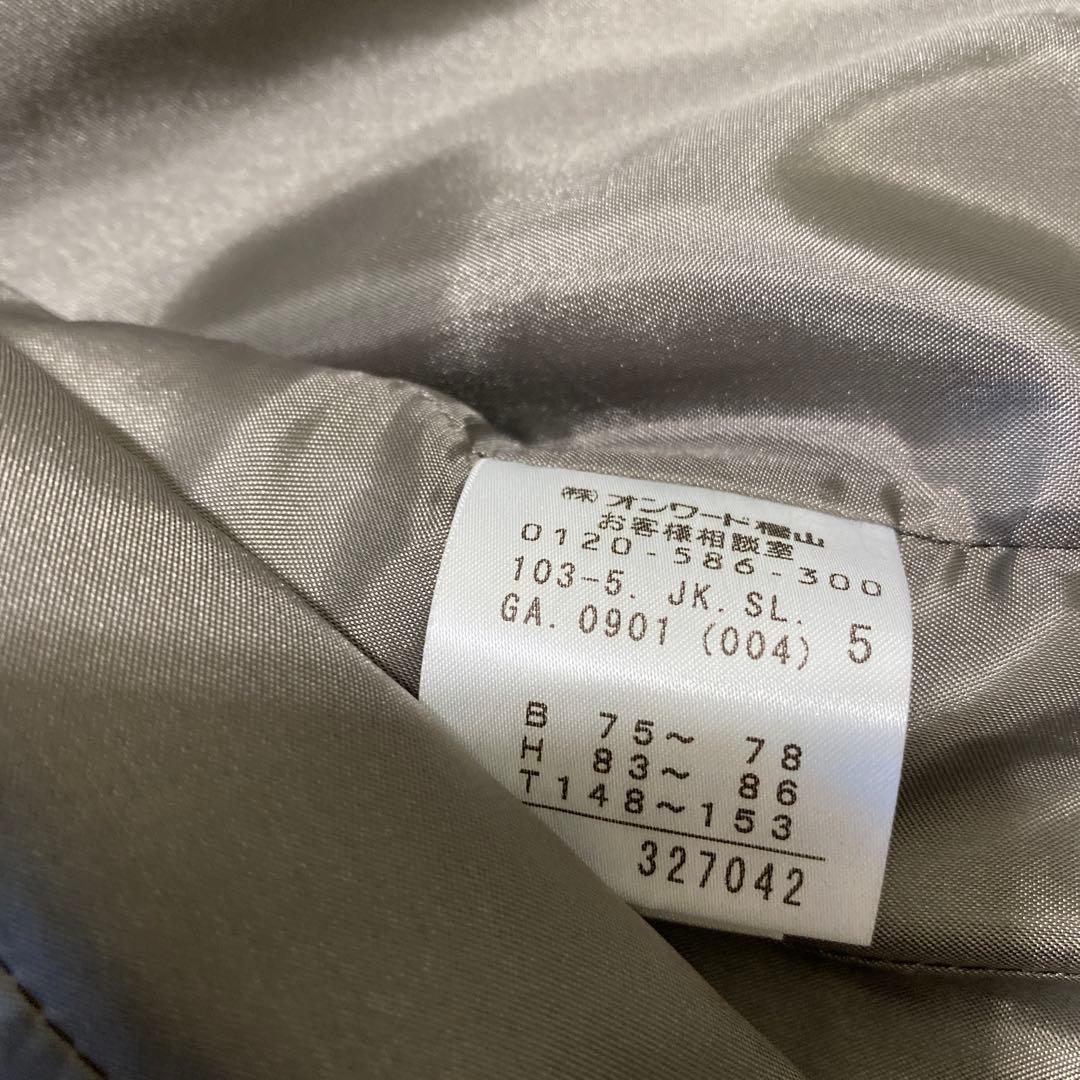 ㈱オンワード樫山
お客様相談室
0120-586-300
103-5. JK.SL.
GA.0901 (004) 5
B 75～ 78
H 83～ 86
T148～153
327042